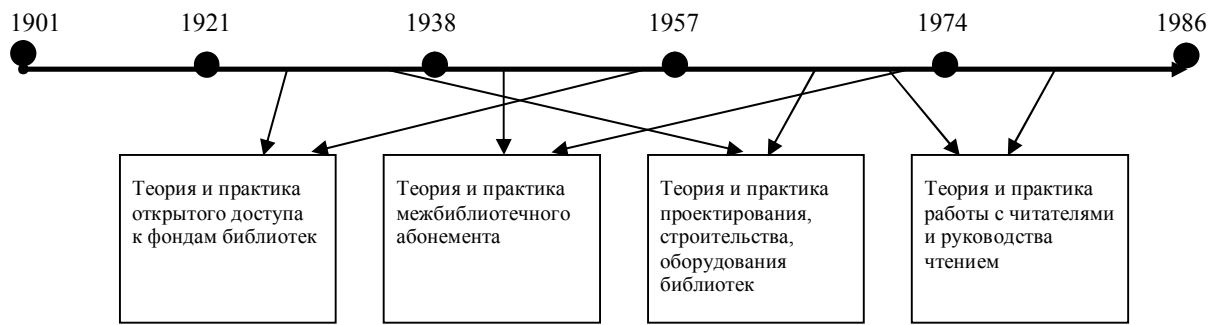 1901 1921 1938 1957 1974 1986
Теория и практика
открытого доступа
к фондам библиотек
Теория и практика
межбиблиотечного
абонемента
Теория и практика
проектирования,
строительства,
оборудования
библиотек
Теория и практика
работы с читателями
и руководства
чтением